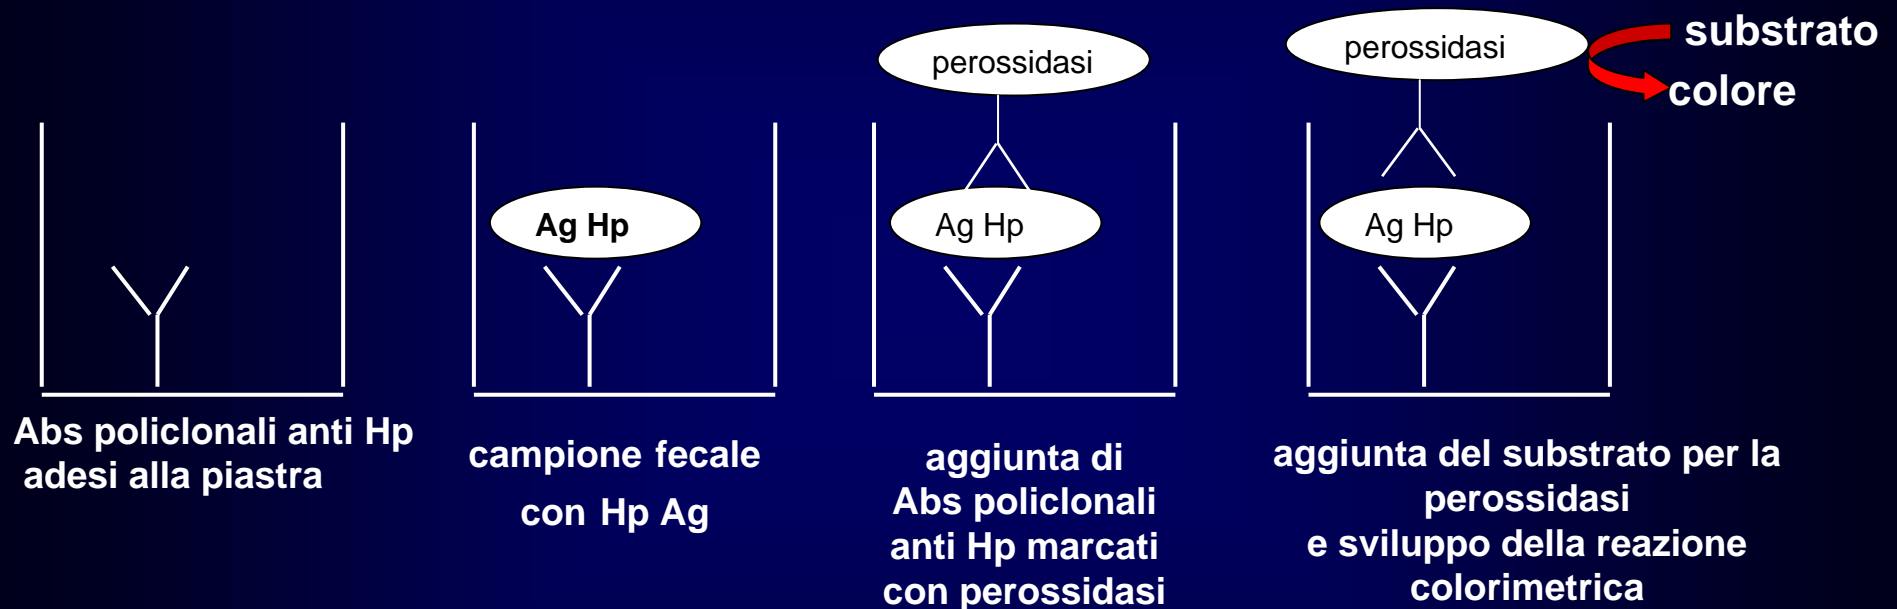 Abs policlonali anti Hp
adesi alla piastra
Ag Hp
campione fecale
con Hp Ag
perossidasi
Ag Hp
aggiunta di
Abs policlonali
anti Hp marcati
con perossidasi
perossidasi
substrato
colore
Ag Hp
aggiunta del substrato per la
perossidasi
e sviluppo della reazione
colorimetrica